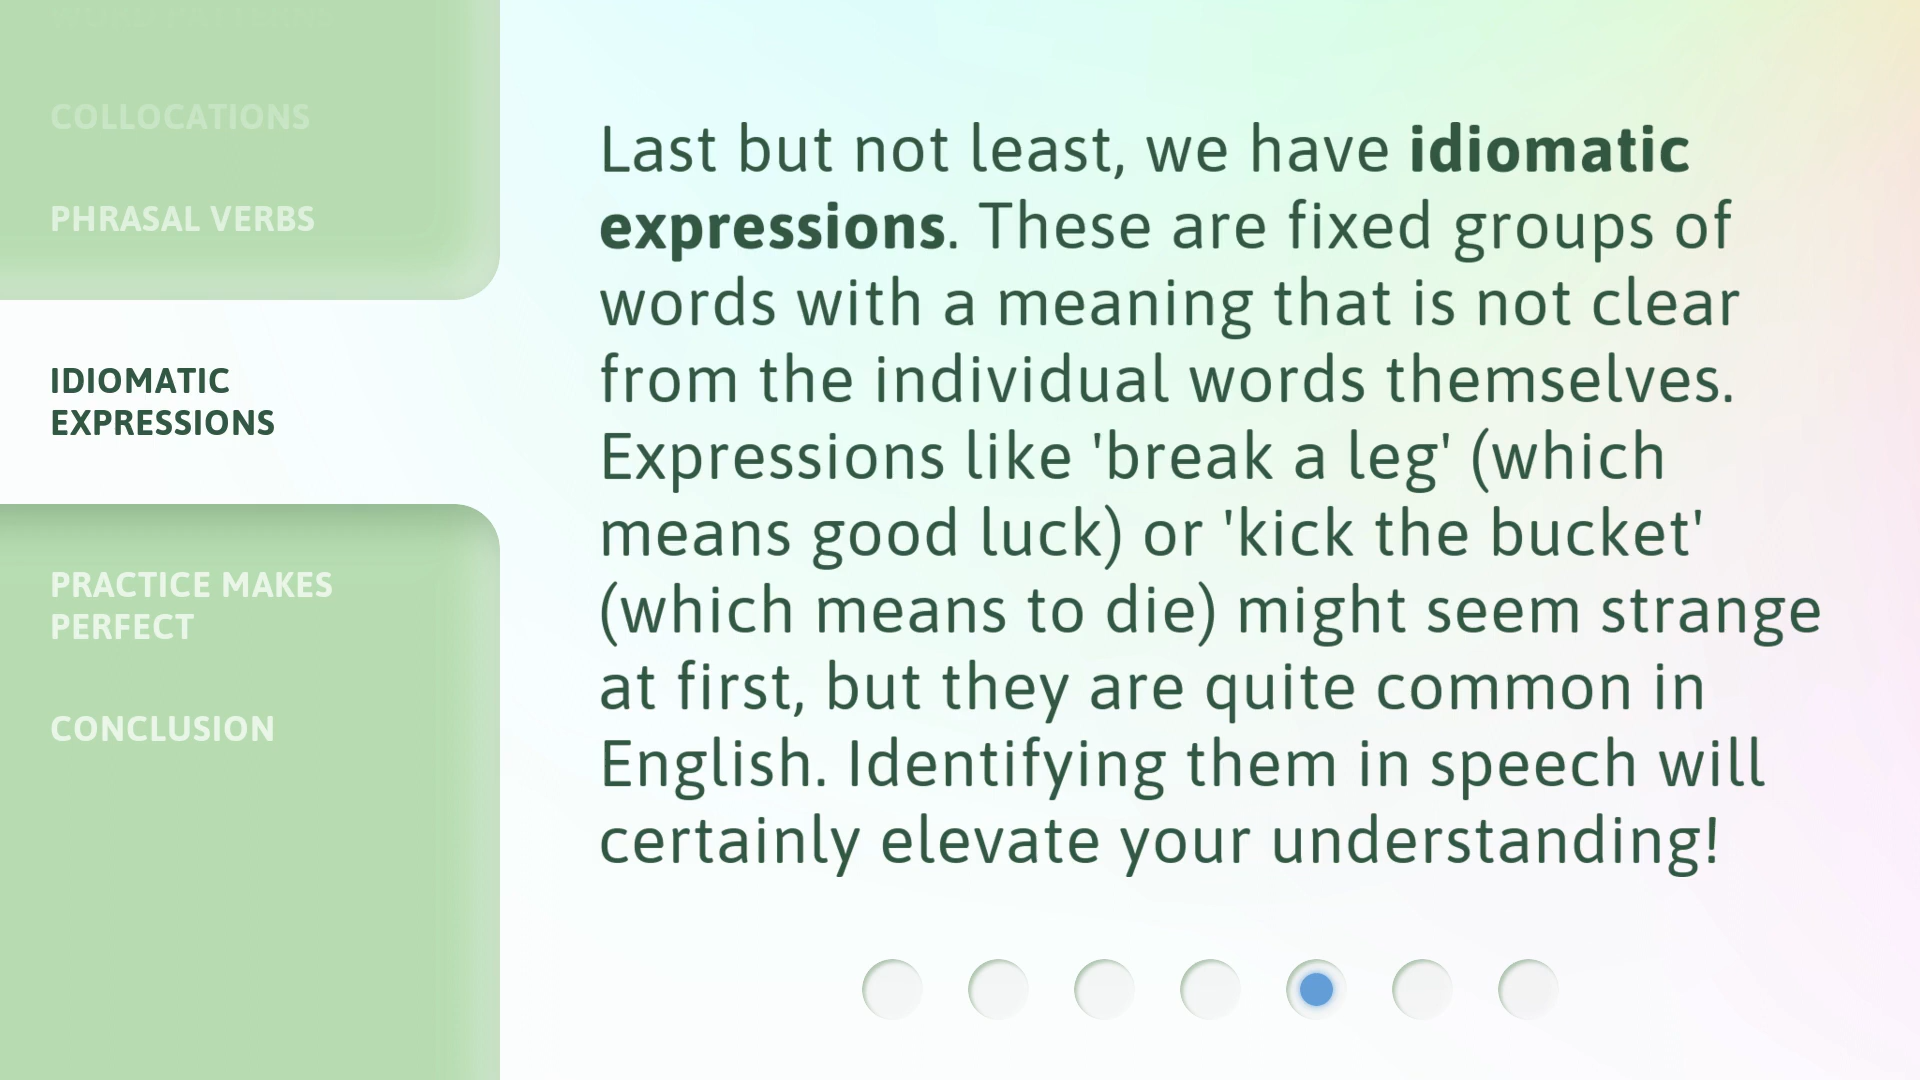 WORD PATTERNS
COLLOCATIONS
PHRASAL VERBS
IDIOMATIC
EXPRESSIONS
PRACTICE MAKES
PERFECT
CONCLUSION
Last but not least, we have idiomatic
expressions. These are fixed groups of
words with a meaning that is not clear
from the individual words themselves.
Expressions like 'break a leg' (which
means good luck) or 'kick the bucket'
(which means to die) might seem strange
at first, but they are quite common in
English. Identifying them in speech will
certainly elevate your understanding!